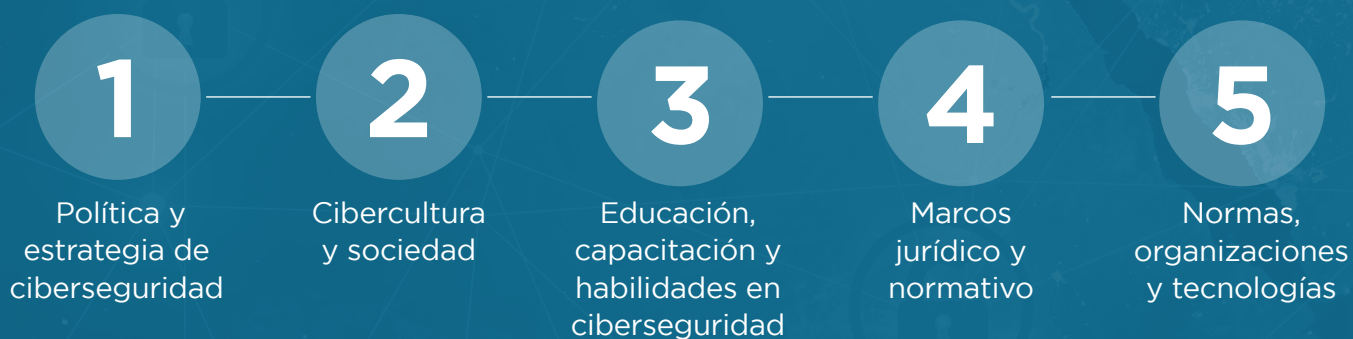 1
Política y
estrategia de
ciberseguridad
2
Cibercultura
y sociedad
3
Educación,
capacitación y
habilidades en
ciberseguridad
4
Marcos
jurídico y
normativo
5
Normas,
organizaciones
y tecnologías